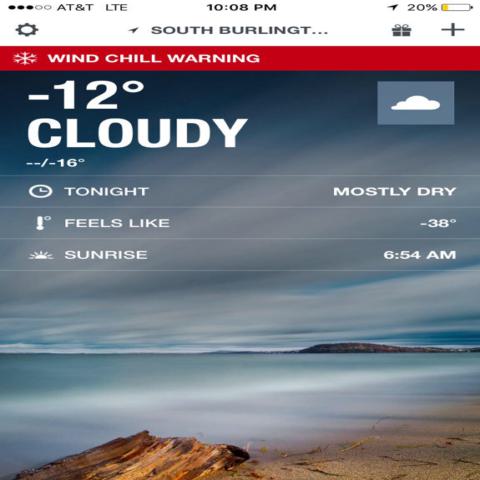 AT&T LTE 10:08 PM 20%
SOUTH BURLINGT...
WIND CHILL WARNING
-12°
CLOUDY
--/-16°
TONIGHT MOSTLY DRY
FEELS LIKE -38°
SUNRISE 6:54 AM